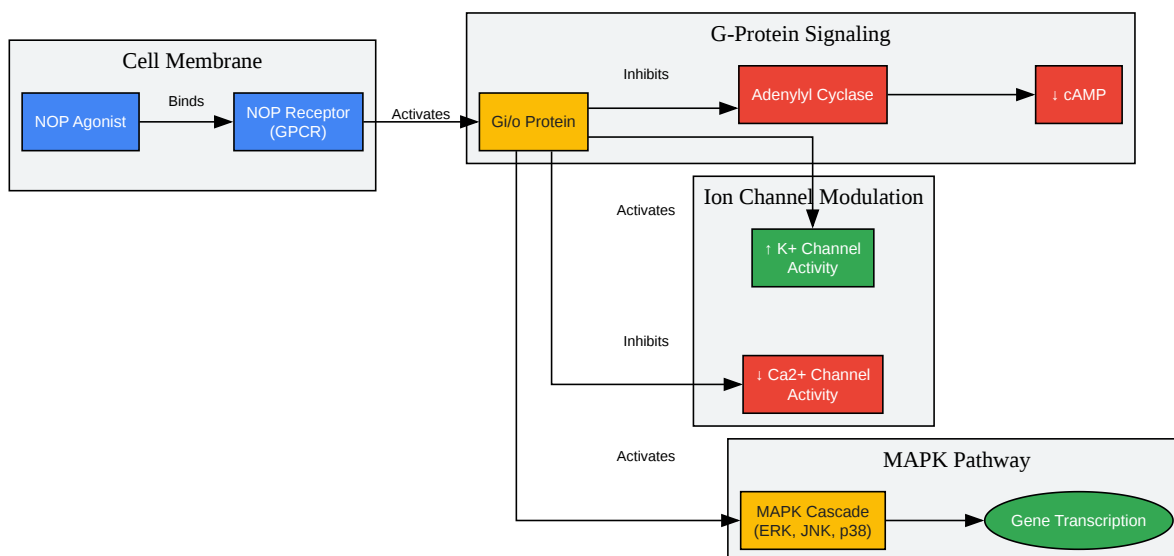 G-Protein Signaling
Cell Membrane
NOP Agonist
Binds
NOP Receptor
(GPCR)
Activates
Gi/o Protein
Inhibits
Adenylyl Cyclase
↓ cAMP
Ion Channel Modulation
Activates
↑ K+ Channel
Activity
Inhibits
↓ Ca2+ Channel
Activity
MAPK Pathway
Activates
MAPK Cascade
(ERK, JNK, p38)
Gene Transcription